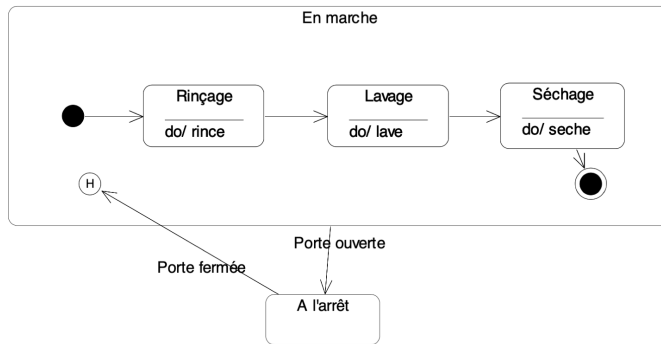 En marche
Rinçage
do/ rince
Lavage
do/ lave
Séchage
do/ seche
H
Porte ouverte
Porte fermée
A l'arrêt